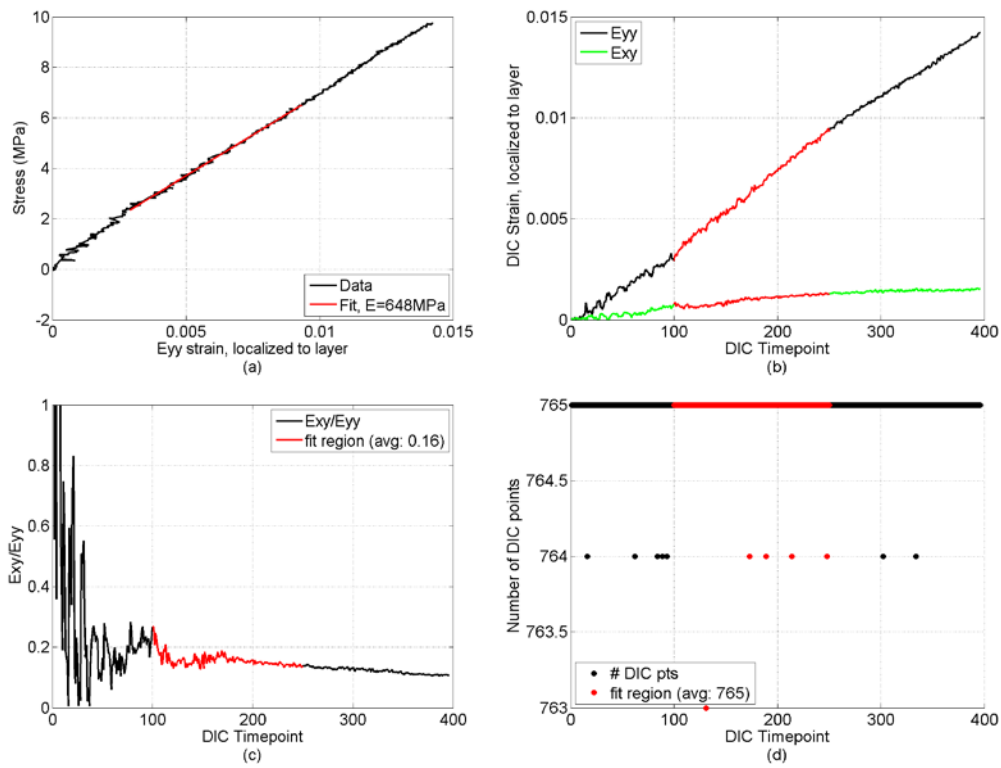 10
8
6
4
2
0
-2
Stress (MPa)
Data
Fit, E=648MPa
0
0.005
0.01
0.015
Eyy strain, localized to layer
(a)
0.015
0.01
0.005
0
DIC Strain, localized to layer
Eyy
Exy
0
100
200
300
400
DIC Timepoint
(b)
1
0.8
0.6
0.4
0.2
0
Exy/Eyy
Exy/Eyy
fit region (avg: 0.16)
0
100
200
300
400
DIC Timepoint
(c)
765
764.5
764
763.5
763
Number of DIC points
# DIC pts
fit region (avg: 765)
0
100
200
300
400
DIC Timepoint
(d)